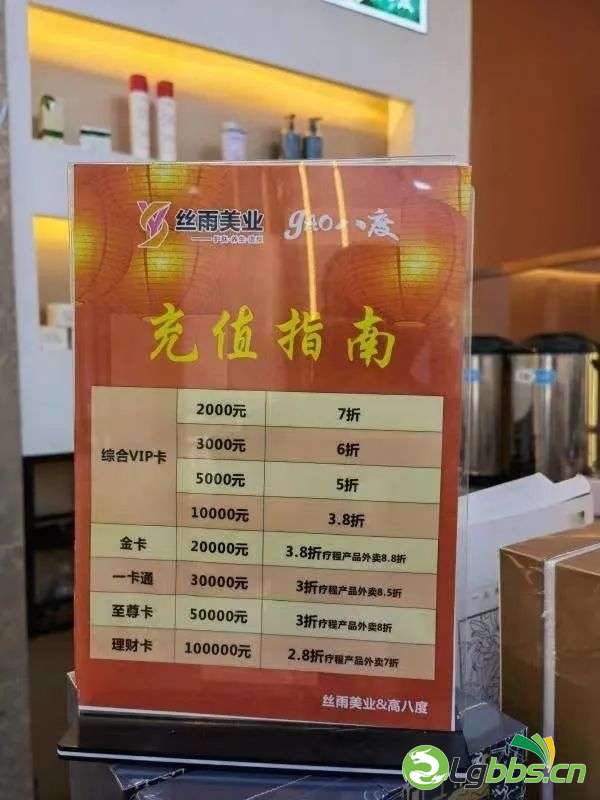 丝雨美业 gao八度
充值指南
综合VIP卡 2000元 7折
3000元 6折
5000元 5折
10000元 3.8折
金卡 20000元 3.8折疗程产品外卖8.8折
一卡通 30000元 3折疗程产品外卖8.5折
至尊卡 50000元 3折疗程产品外卖8折
理财卡 100000元 2.8折疗程产品外卖7折
丝雨美业&高八度
Lgbbs.cn